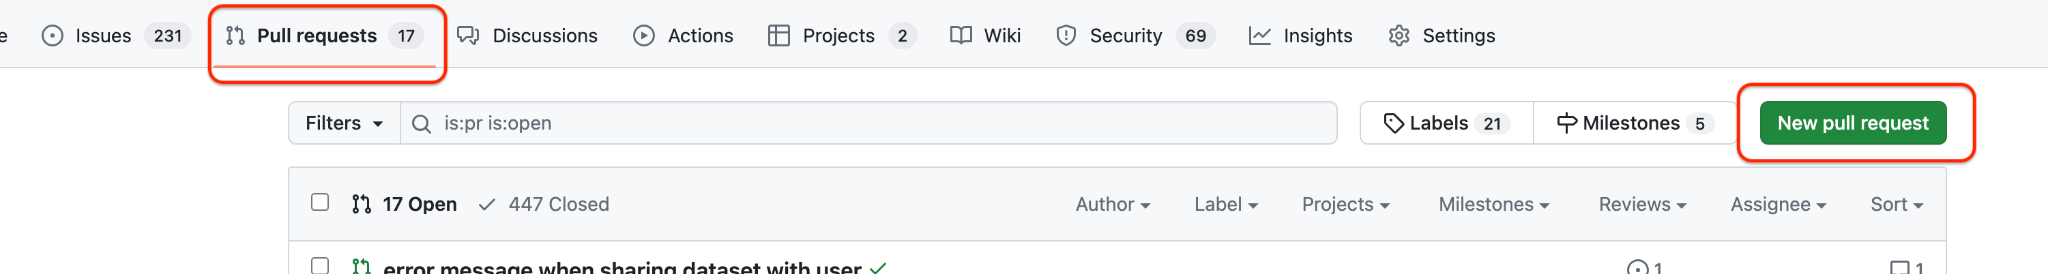 e Issues 231 Pull requests 17 Discussions Actions Projects 2 Wiki Security 69 Insights Settings
Filters is:pr is:open Labels 21 Milestones 5 New pull request
17 Open 447 Closed Author Label Projects Milestones Reviews Assignee Sort
error message when sharing dataset with user 1 1